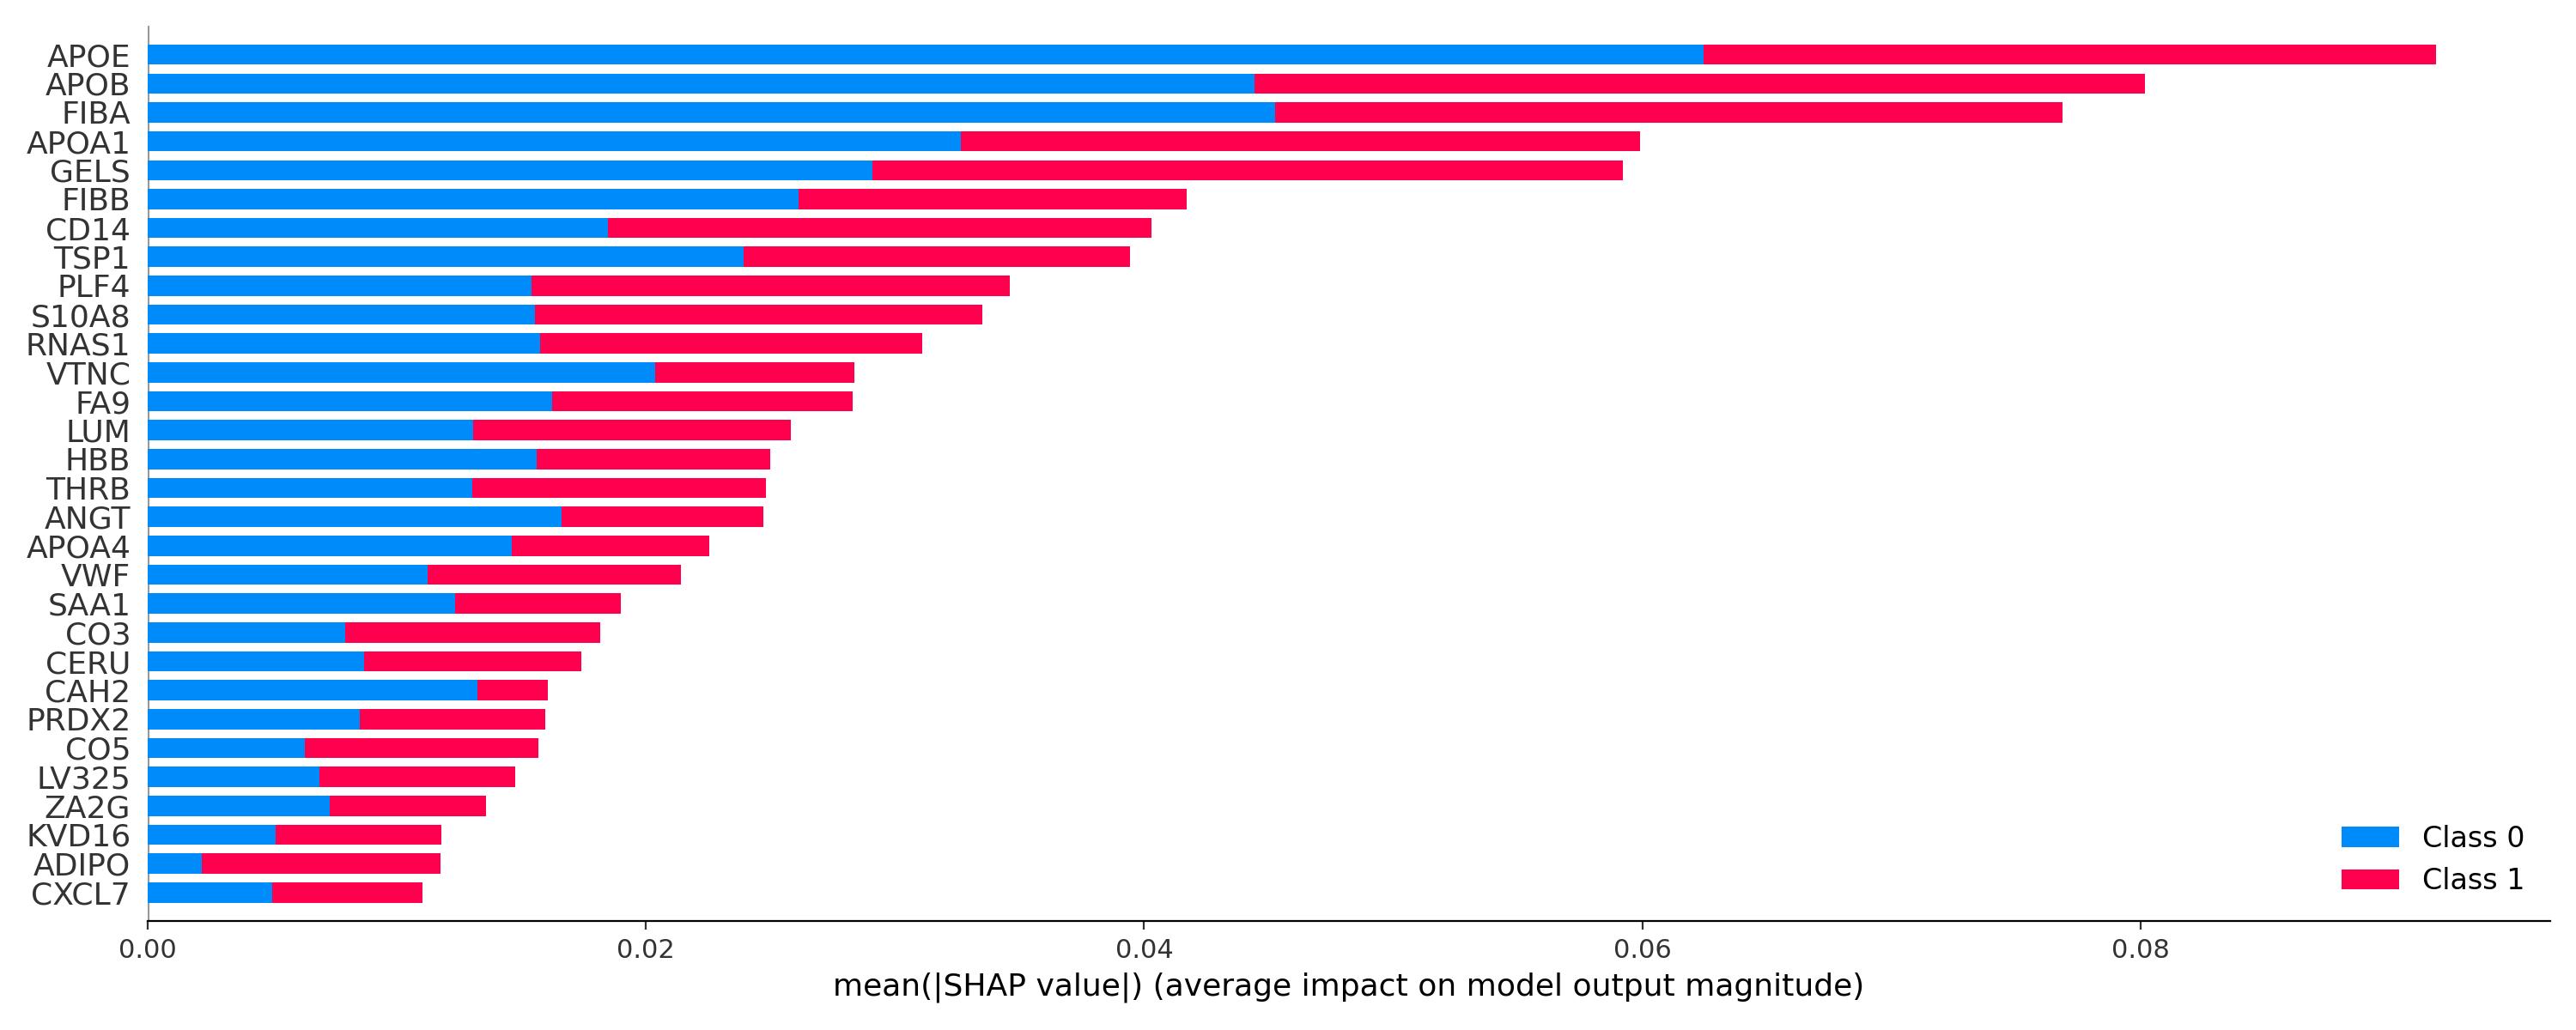 APOE
APOB
FIBA
APOA1
GELS
FIBB
CD14
TSP1
PLF4
S10A8
RNAS1
VTNC
FA9
LUM
HBB
THRB
ANGT
APOA4
VWF
SAA1
CO3
CERU
CAH2
PRDX2
CO5
LV325
ZA2G
KVD16
ADIPO
CXCL7
Class 0
Class 1
0.00 0.02 0.04 0.06 0.08
mean(|SHAP value|) (average impact on model output magnitude)